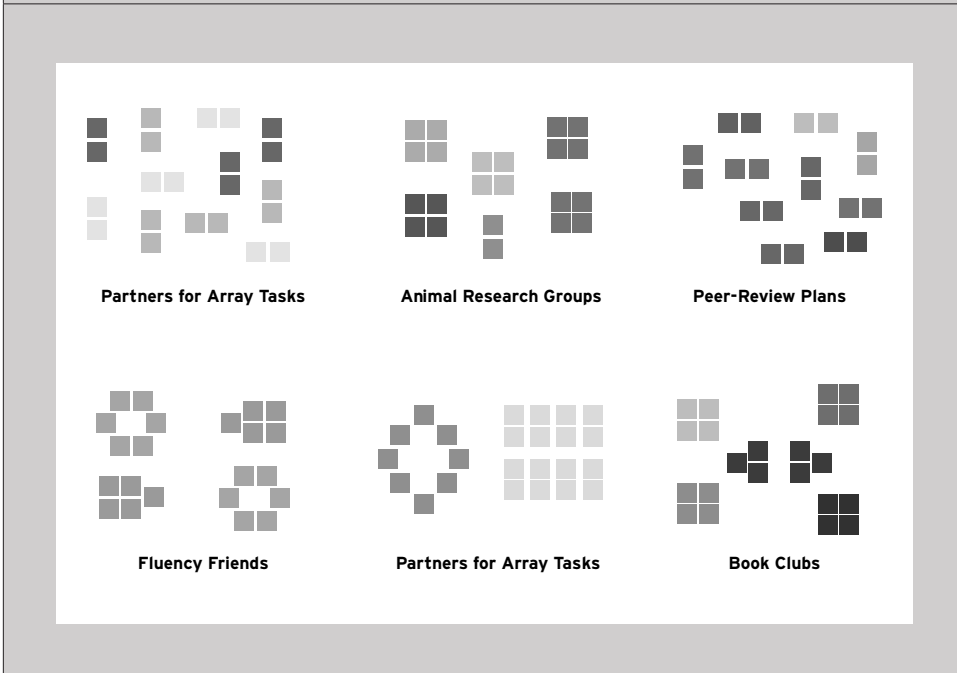 Partners for Array Tasks
Animal Research Groups
Peer-Review Plans
Fluency Friends
Partners for Array Tasks
Book Clubs